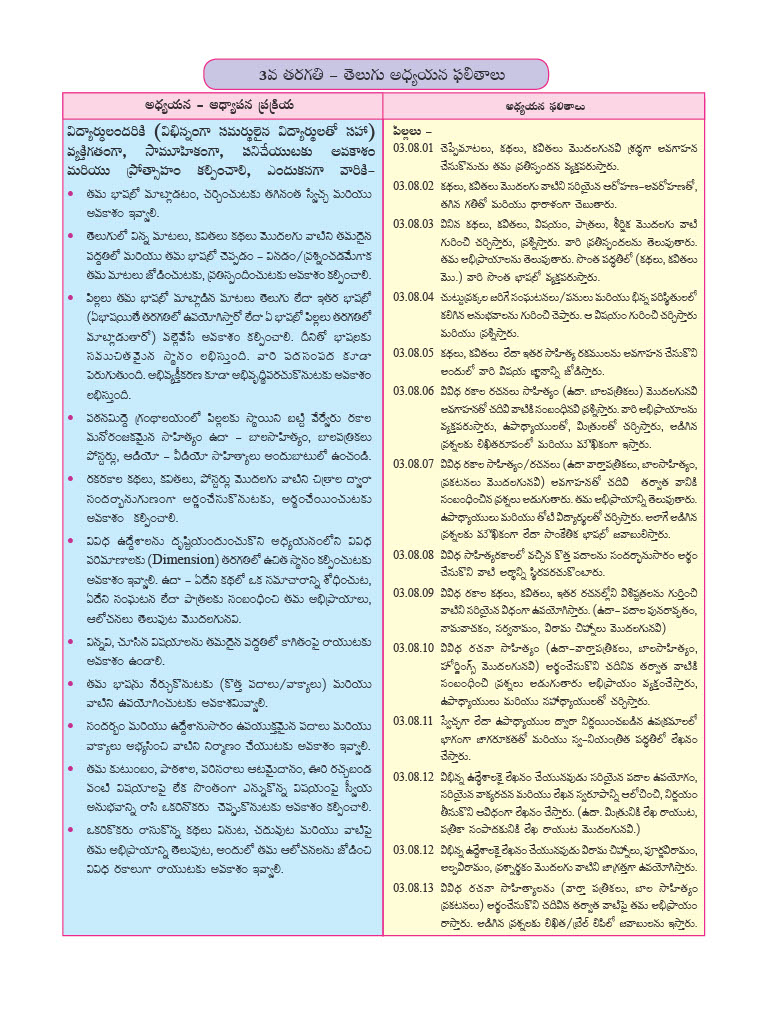 3వ తరగతి – తెలుగు అధ్యయన ఫలితాలు
అధ్యయన – అధ్యాపన ప్రక్రియ
విద్యార్థులందరికి (విభిన్నంగా సమర్థులైన విద్యార్థులతో సహా)
వ్యక్తిగతంగా, సామూహికంగా, పనిచేయుటకు అవకాశం
మరియు ప్రోత్సాహం కల్పించాలి, ఎందుకనగా వారికి–
• తమ భాషలో మాట్లాడటం, చర్చించుటకు తగినంత స్వేచ్ఛ మరియు
అవకాశం ఇవ్వాలి.
• తెలుగులో విన్న మాటలు, కవితలు కథలు మొదలగు వాటిని తమదైన
పద్ధతిలో మరియు తమ భాషలో చెప్పడం – వినడం/ప్రశ్నించడమేగాక
తమ మాటలు జోడించుటకు, ప్రతిస్పందించుటకు అవకాశం కల్పించాలి.
• పిల్లలు తమ భాషలో మాట్లాడిన మాటలు తెలుగు లేదా ఇతర భాషలో
(ఏభాషయితే తరగతిలో ఉపయోగిస్తారో లేదా ఏ భాషలో పిల్లలు తరగతిలో
మాట్లాడుతారో) వల్లెవేసే అవకాశం కల్పించాలి. దీనితో భాషలకు
సముచితమైన స్థానం లభిస్తుంది. వారి పదసంపద కూడా
పెరుగుతుంది. అభివ్యక్తీకరణ కూడా అభివృద్ధిపరచుకొనుటకు అవకాశం
లభిస్తుంది.
• పఠనమిద్దె గ్రంథాలయంలో పిల్లలకు స్థాయిని బట్టి వేర్వేరు రకాల
మనోరంజకమైన సాహిత్యం ఉదా – బాలసాహిత్యం, బాలపత్రికలు
పోస్టర్లు, ఆడియో – వీడియో సాహిత్యాలు అందుబాటులో ఉంచండి.
• రకరకాల కథలు, కవితలు, పోస్టర్లు మొదలగు వాటిని చిత్రాల ద్వారా
సందర్భానుగుణంగా అర్థంచేసుకొనుటకు, అర్థంచేయించుటకు
అవకాశం కల్పించాలి.
• వివిధ ఉద్దేశాలను దృష్టియందుంచుకొని అధ్యయనంలోని వివిధ
పరిమాణాలకు (Dimension) తరగతిలో ఉచిత స్థానం కల్పించుటకు
అవకాశం ఇవ్వాలి. ఉదా – ఏదేని కథలో ఒక సమాచారాన్ని శోధించుట,
ఏదేని సంఘటన లేదా పాత్రలకు సంబంధించి తమ అభిప్రాయాలు,
ఆలోచనలు తెలుపుట మొదలుగునవి.
• విన్నవి, చూసిన విషయాలను తమదైన పద్ధతిలో కాగితంపై రాయుటకు
అవకాశం ఉండాలి.
• తమ భాషను నేర్చుకొనుటకు (కొత్త పదాలు/వాక్యాలు) మరియు
వాటిని ఉపయోగించుటకు అవకాశమివ్వాలి.
• సందర్భం మరియు ఉద్దేశానుసారం ఉపయుక్తమైన పదాలు మరియు
వాక్యాలు అభ్యసించి వాటిని నిర్మాణం చేయుటకు అవకాశం ఇవ్వాలి.
• తమ కుటుంబం, పాఠశాల, పరిసరాలు ఆటమైదానం, ఊరి రచ్చబండ
వంటి విషయాలపై లేక సొంతంగా ఎన్నుకొన్న విషయంపై స్వీయ
అనుభవాన్ని రాసి ఒకరినొకరు చెప్పుకొనుటకు అవకాశం కల్పించాలి.
• ఒకరికొకరు రాసుకొన్న కథలు వినుట, చదువుట మరియు వాటిపై
తమ అభిప్రాయాన్ని తెలుపుట, అందులో తమ ఆలోచనలను జోడించి
వివిధ రకాలుగా రాయుటకు అవకాశం ఇవ్వాలి.
అధ్యయన ఫలితాలు
పిల్లలు –
03.08.01 చెప్పేమాటలు, కథలు, కవితలు మొదలగునవి శ్రద్ధగా అవగాహన
చేసుకొనుచు తమ ప్రతిస్పందన వ్యక్తపరుస్తారు.
03.08.02 కథలు, కవితలు మొదలగు వాటిని సరియైన ఆరోహణ–అవరోహణతో,
తగిన గతితో మరియు ధారాళంగా చెబుతారు.
03.08.03 వినిన కథలు, కవితలు, విషయం, పాత్రలు, శీర్షిక మొదలగు వాటి
గురించి చర్చిస్తారు, ప్రశ్నిస్తారు. వారి ప్రతిస్పందలను తెలుపుతారు.
తమ అభిప్రాయాలను తెలుపుతారు. సొంత పద్ధతిలో (కథలు, కవితలు
మొ.) వారి సొంత భాషలో వ్యక్తపరుస్తారు.
03.08.04 చుట్టుప్రక్కల జరిగే సంఘటనలు/పనులు మరియు భిన్న పరిస్థితులలో
కలిగిన అనుభవాలను గురించి చెప్తారు. ఆ విషయం గురించి చర్చిస్తారు
మరియు ప్రశ్నిస్తారు.
03.08.05 కథలు, కవితలు లేదా ఇతర సాహిత్య రకములను అవగాహన చేసుకొని
అందులో వారి విషయ జ్ఞానాన్ని జోడిస్తారు.
03.08.06 వివిధ రకాల రచనలు సాహిత్యం (ఉదా. బాలపత్రికలు) మొదలుగునవి
అవగాహనతో చదివి వాటికి సంబంధినవి ప్రశ్నిస్తారు. వారి అభిప్రాయాలను
వ్యక్తపరుస్తారు, ఉపాధ్యాయులతో, మిత్రులతో చర్చిస్తారు, అడిగిన
ప్రశ్నలకు లిఖితరూపంలో మరియు మౌఖికంగా ఇస్తారు.
03.08.07 వివిధ రకాల సాహిత్యం/రచనలు (ఉదా వార్తాపత్రికలు, బాలసాహిత్యం,
ప్రకటనలు మొదలగునవి) అవగాహనతో చదివి తర్వాత వానికి
సంబంధించిన ప్రశ్నలు అడుగుతారు. తమ అభిప్రాయాన్ని తెలుపుతారు.
ఉపాధ్యాయులు మరియు తోటి విద్యార్థులతో చర్చిస్తారు. అలాగే అడిగిన
ప్రశ్నలకు మౌఖికంగా లేదా సాంకేతిక భాషలో జవాబులిస్తారు.
03.08.08 వివిధ సాహిత్యరకాలలో వచ్చిన కొత్త పదాలను సందర్భానుసారం అర్థం
చేసుకొని వాటి అర్థాన్ని స్థిరపరచుకొంటారు.
03.08.09 వివిధ రకాల కథలు, కవితలు, ఇతర రచనల్లోని విశిష్టతలను గుర్తించి
వాటిని సరియైన విధంగా ఉపయోగిస్తారు. (ఉదా– పదాల పునరావృతం,
నామవాచకం, సర్వనామం, విరామ చిహ్నాలు మొదలగునవి)
03.08.10 వివిధ రచనా సాహిత్యం (ఉదా–వార్తాపత్రికలు, బాలసాహిత్యం,
హోర్డింగ్స్ మొదలగునవి) అర్థంచేసుకొని చదివిన తర్వాత వాటికి
సంబంధించి ప్రశ్నలు అడుగుతారు అభిప్రాయం వ్యక్తంచేస్తారు,
ఉపాధ్యాయులు మరియు సహాధ్యాయులతో చర్చిస్తారు.
03.08.11 స్వేచ్ఛగా లేదా ఉపాధ్యాయుల ద్వారా నిర్ణయించబడిన ఉపక్రమాలలో
భాగంగా జాగరూకతతో మరియు స్వ–నియంత్రిత పద్ధతిలో లేఖనం
చేస్తారు.
03.08.12 విభిన్న ఉద్దేశాలకై లేఖనం చేయునవుడు సరియైన పదాల ఉపయోగం,
సరియైన వాక్యరచన మరియు లేఖన స్వరూపాన్ని ఆలోచించి, నిర్ణయం
తీసుకొని ఆవిధంగా లేఖనం చేస్తారు. (ఉదా. మిత్రునికి లేఖ రాయుట,
పత్రికా సంపాదకునికి లేఖ రాయుట మొదలుగునవి.)
03.08.12 విభిన్న ఉద్దేశాలకై లేఖనం చేయునవుడు విరామ చిహ్నాలు, పూర్ణవిరామం,
అల్పవిరామం, ప్రశ్నార్థకం మొదలగు వాటిని జాగ్రత్తగా ఉపయోగిస్తారు.
03.08.13 వివిధ రచనా సాహిత్యాలను (వార్తా పత్రికలు, బాల సాహిత్యం
ప్రకటనలు) అర్థంచేసుకొని చదివిన తర్వాత వాటిపై తమ అభిప్రాయం
రాస్తారు. అడిగిన ప్రశ్నలకు లిఖిత/బ్రేల్ లిపిలో జవాబులను ఇస్తారు.